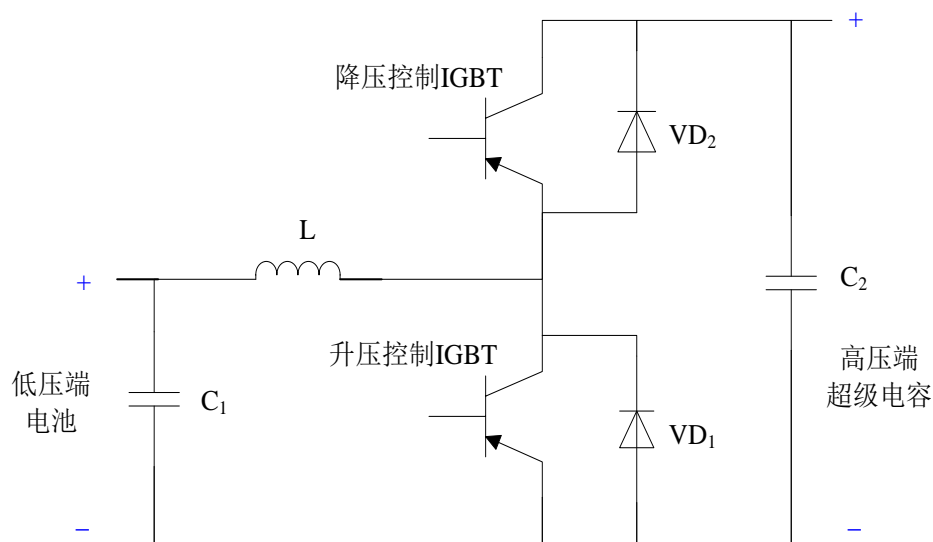 +
降压控制IGBT
VD₂
L
+
C₂
升压控制IGBT
高压端
超级电容
低压端
电池
C₁
VD₁
−
−